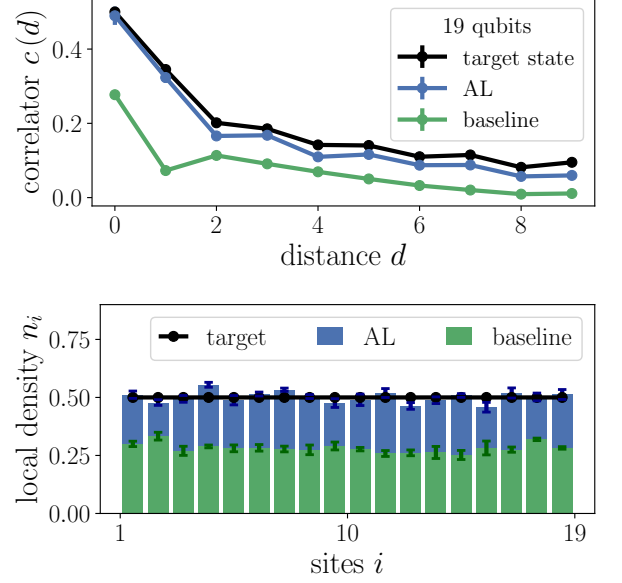 correlator c (d)
0.4
0.2
0.0
19 qubits
target state
AL
baseline
0 2 4 6 8
distance d
local density n_i
0.75
0.50
0.25
0.00
target AL baseline
1 10 19
sites i